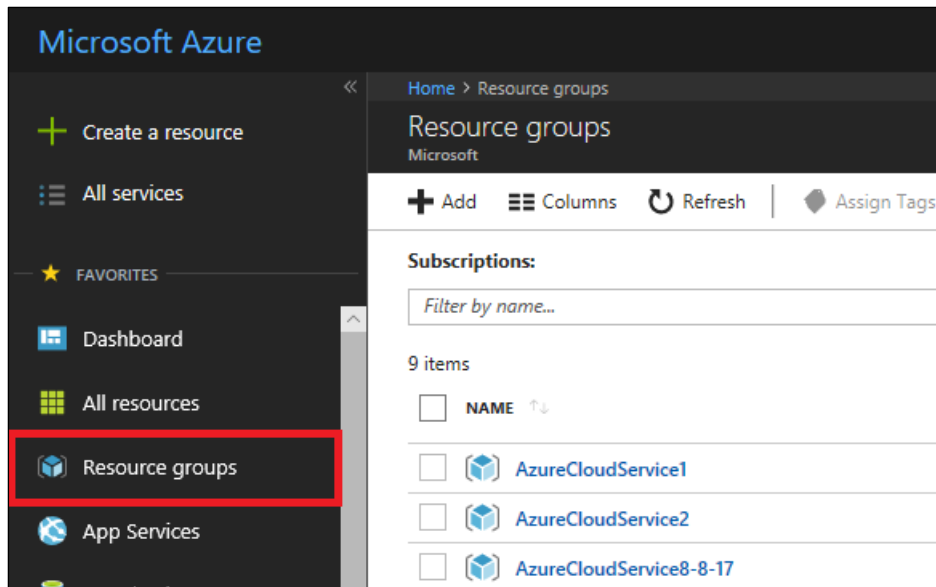 Microsoft Azure
Create a resource
All services
FAVORITES
Dashboard
All resources
Resource groups
App Services
Home > Resource groups
Resource groups
Microsoft
Add Columns Refresh Assign Tags
Subscriptions:
Filter by name...
9 items
NAME
AzureCloudService1
AzureCloudService2
AzureCloudService8-8-17